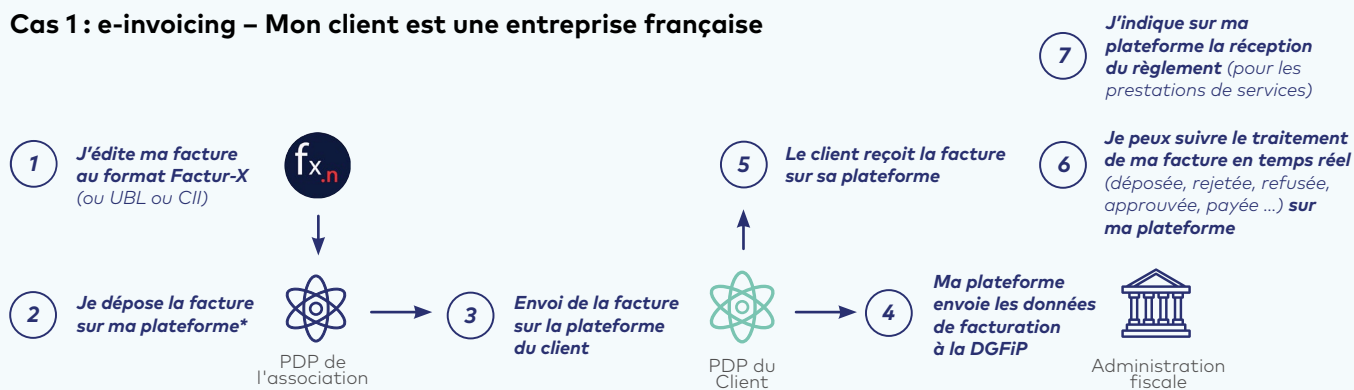 Cas 1 : e-invoicing – Mon client est une entreprise française
1
J'édite ma facture
au format Factur-X
(ou UBL ou CII)
fx.n
2
Je dépose la facture
sur ma plateforme*
PDP de
l'association
3
Envoi de la facture
sur la plateforme
du client
PDP du
Client
4
Ma plateforme
envoie les données
de facturation
à la DGFiP
Administration
fiscale
5
Le client reçoit la facture
sur sa plateforme
6
Je peux suivre le traitement
de ma facture en temps réel
(déposée, rejetée, refusée,
approuvée, payée ...) sur
ma plateforme
7
J'indique sur ma
plateforme la réception
du règlement (pour les
prestations de services)